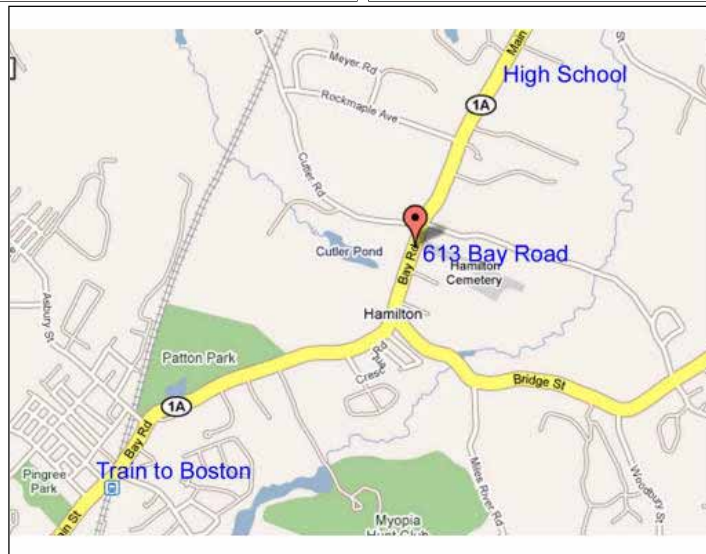 Main
High School
Meyer Rd
1A
Rockmaple Ave
Cutler Rd
Cutler Pond
613 Bay Road
Bay Rd
Hamilton
Cemetery
Asbury St
Hamilton
Patton Park
Cresc
Rd
Bridge St
1A
Bay Rd
Pingree
Park
Train to Boston
Miles River Rd
Woodbury St
Myopia
Hunt Club